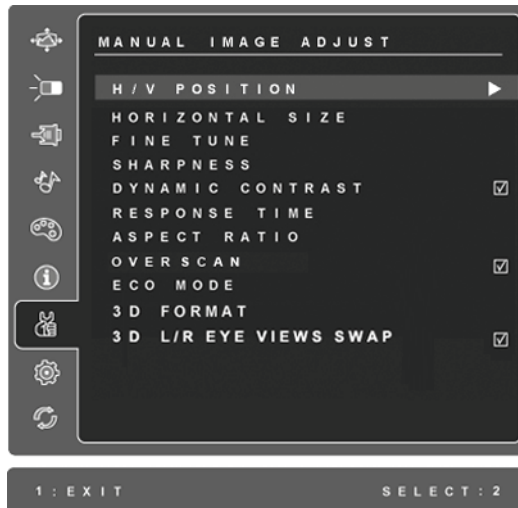 MANUAL IMAGE ADJUST
H/V POSITION
HORIZONTAL SIZE
FINE TUNE
SHARPNESS
DYNAMIC CONTRAST
RESPONSE TIME
ASPECT RATIO
OVERSCAN
ECO MODE
3D FORMAT
3D L/R EYE VIEWS SWAP
1:EXIT SELECT:2